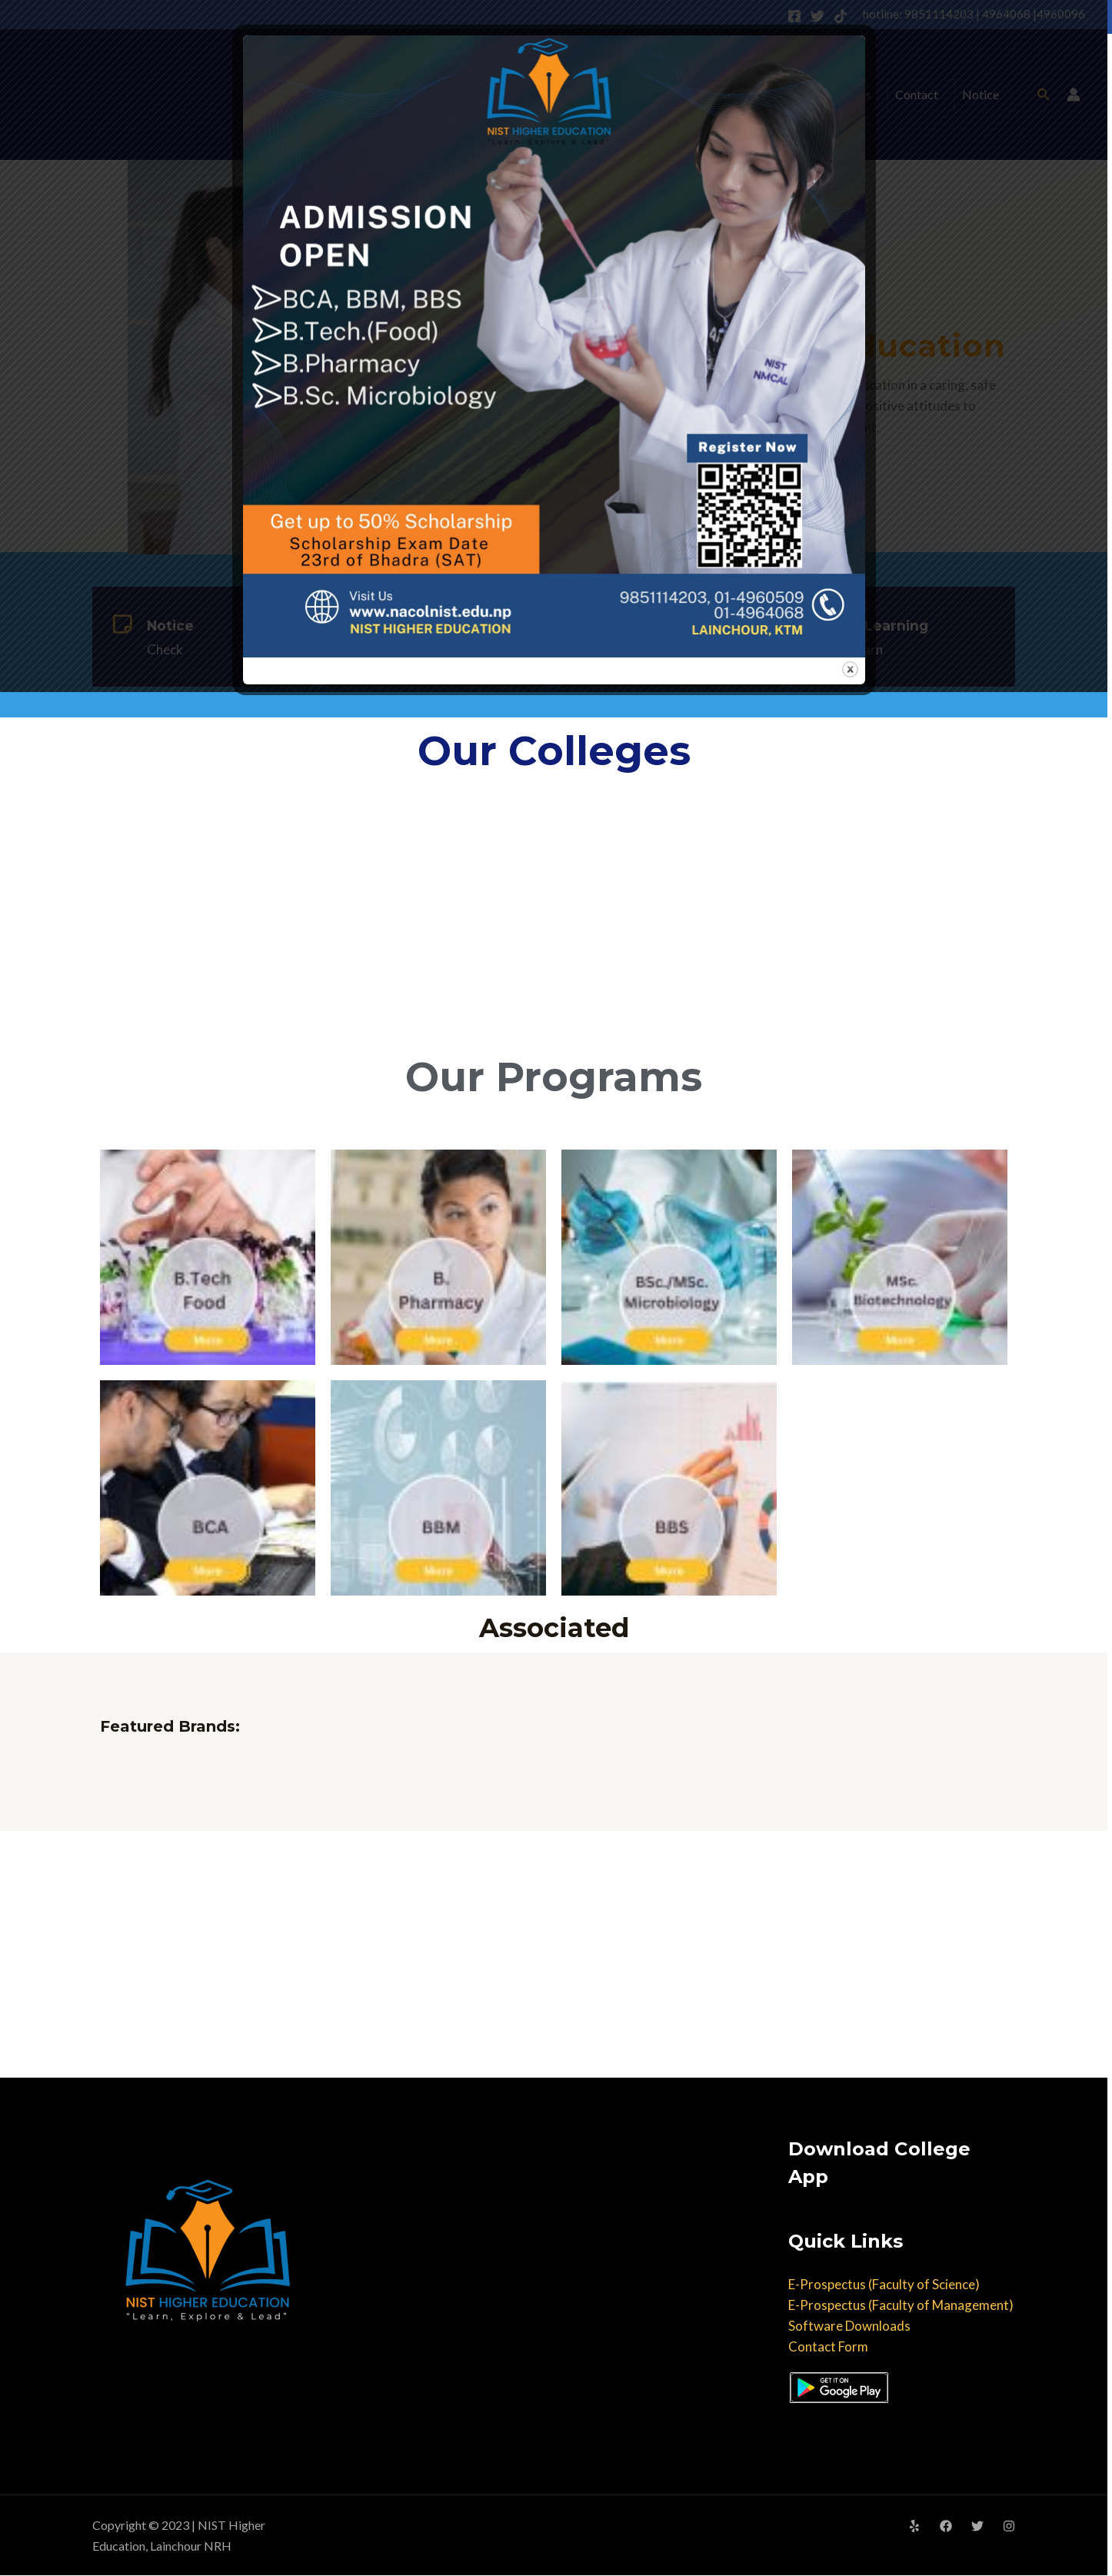 hotline: 9851114203 | 4964068 |4960096
Contact
Notice
NIST HIGHER EDUCATION
"Learn, Explore & Lead"
ADMISSION
OPEN
BCA, BBM, BBS
B.Tech.(Food)
B.Pharmacy
B.Sc. Microbiology
NIST
NMCAL
Register Now
Get up to 50% Scholarship
Scholarship Exam Date
23rd of Bhadra (SAT)
Visit Us
www.nacolnist.edu.np
NIST HIGHER EDUCATION
9851114203, 01-4960509
01-4964068
LAINCHOUR, KTM
in a caring, safe
attitudes to
Notice
Check
Learning
Our Colleges
Our Programs
B.Tech
Food
More
B.
Pharmacy
More
BSc./MSc.
Microbiology
More
MSc.
Biotechnology
More
BCA
More
BBM
More
BBS
More
Associated
Featured Brands:
Download College
App
NIST HIGHER EDUCATION
"Learn, Explore & Lead"
Quick Links
E-Prospectus (Faculty of Science)
E-Prospectus (Faculty of Management)
Software Downloads
Contact Form
GET IT ON
Google Play
Copyright © 2023 | NIST Higher
Education, Lainchour NRH